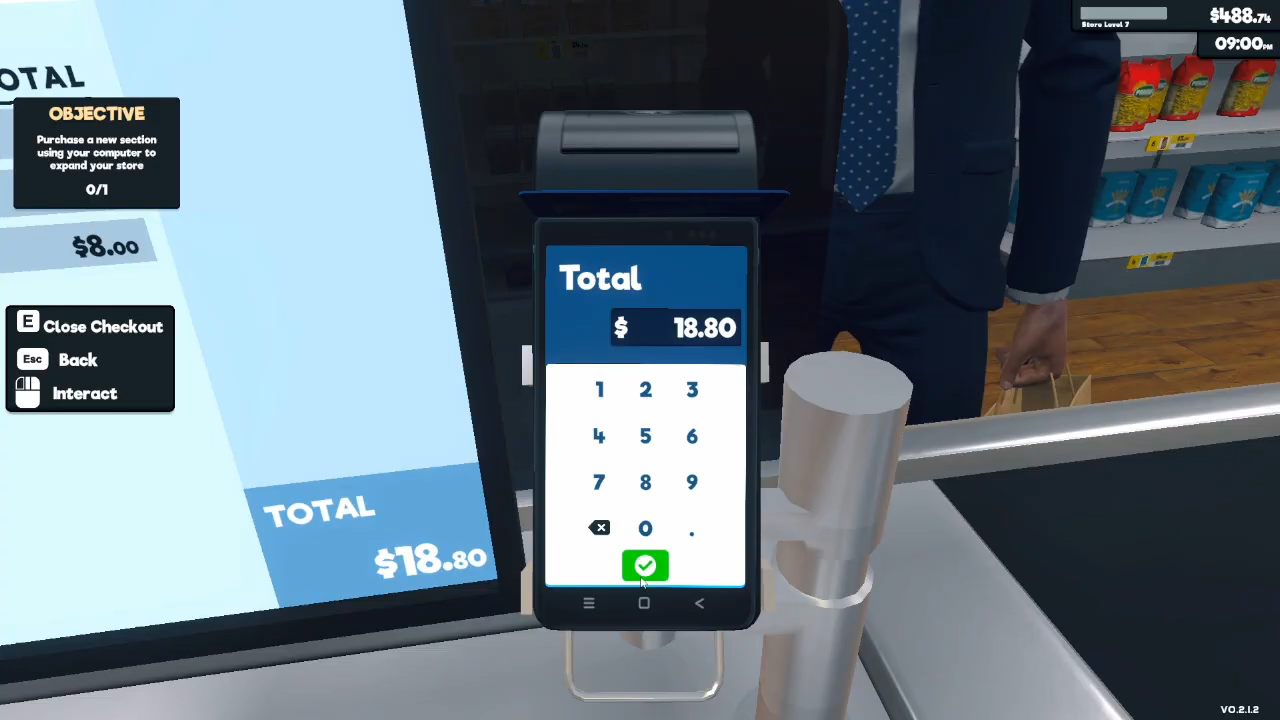 $488.74
Store Level 7
09:00PM
OTAL
OBJECTIVE
Purchase a new section
using your computer to
expand your store
0/1
$8.00
E Close Checkout
Esc Back
Interact
Total
$ 18.80
1 2 3
4 5 6
7 8 9
0 .
TOTAL
$18.80
V0.2.1.2